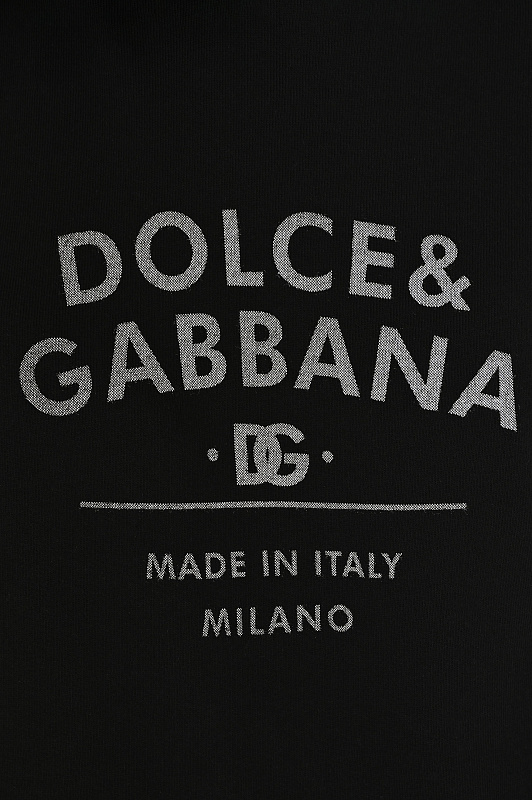 DOLCE&
GABBANA
·DG·
MADE IN ITALY
MILANO